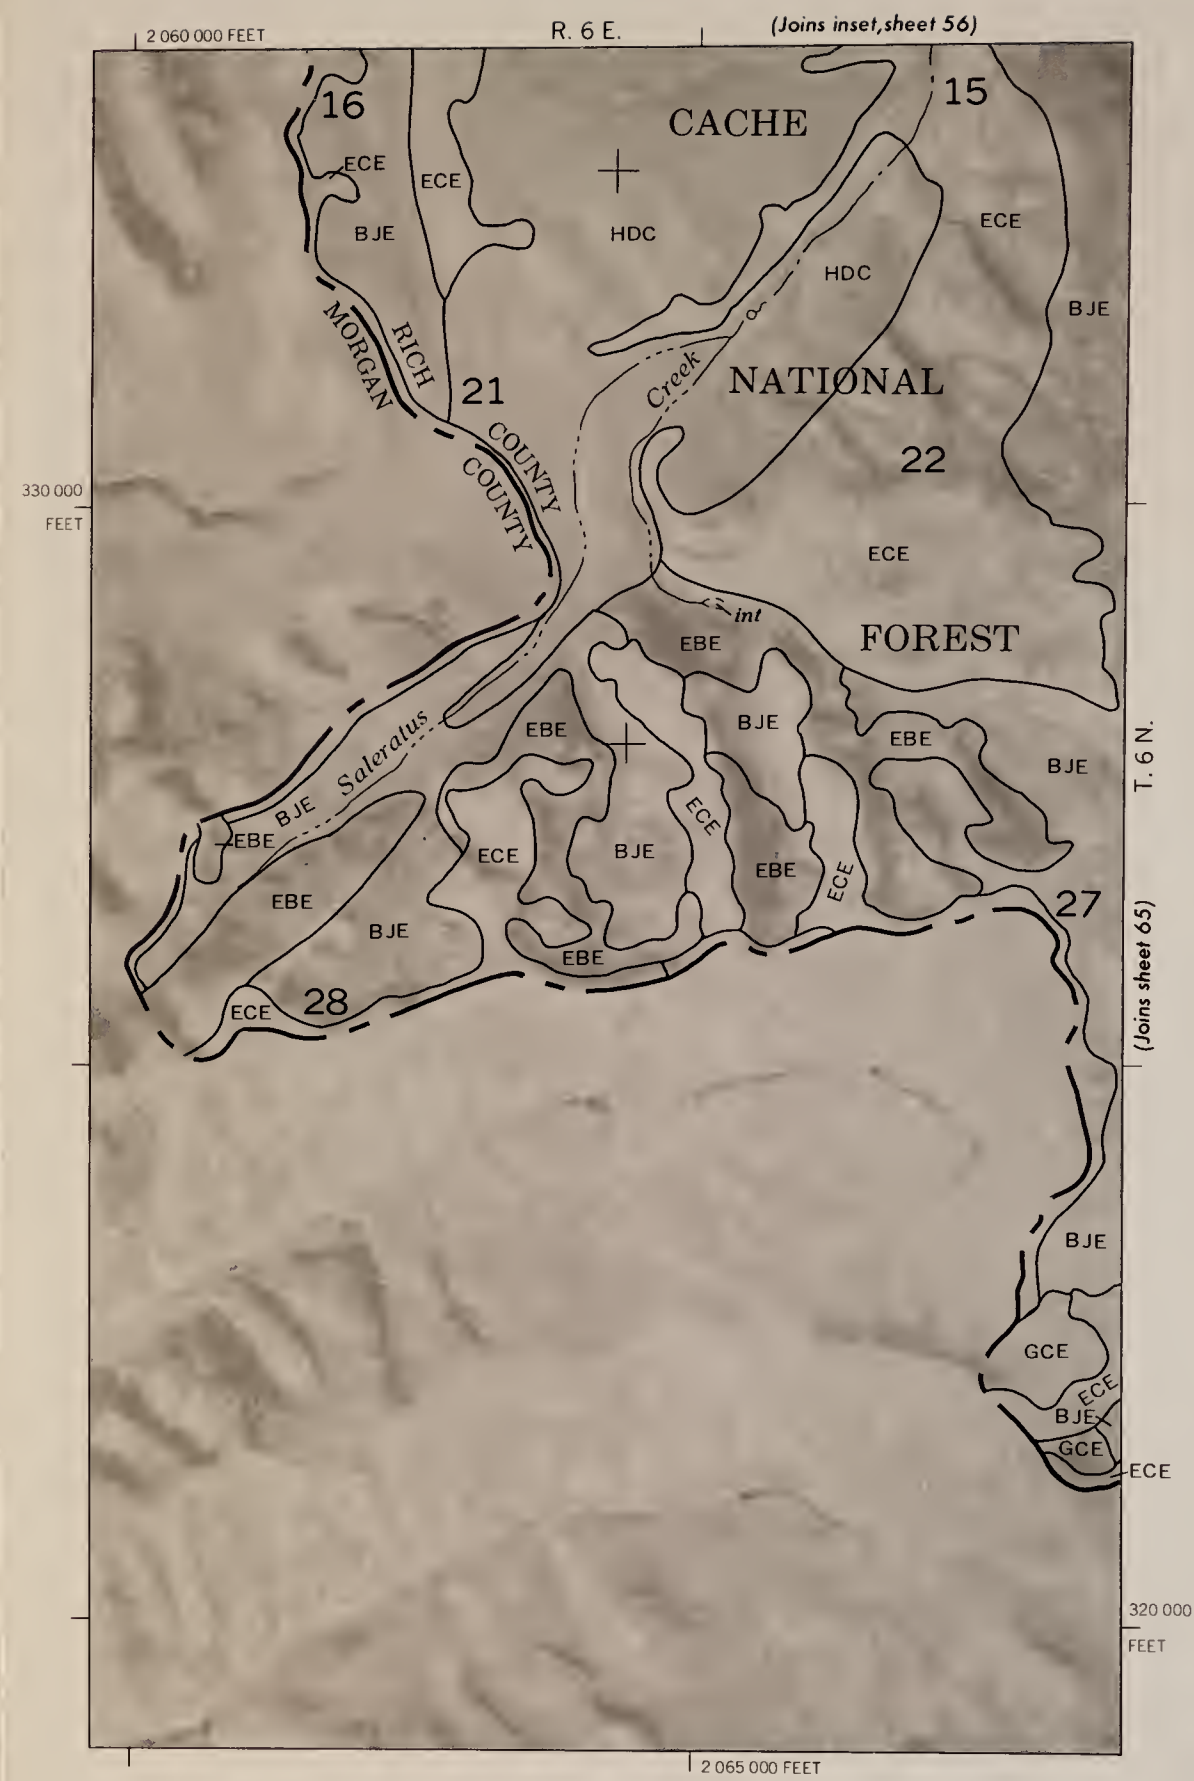 2 060 000 FEET
R. 6 E.
(Joins inset, sheet 56)
16
15
CACHE
ECE
ECE
ECE
BJE
HDC
HDC
BJE
MORGAN
RICH
Creek
NATIONAL
21
COUNTY
COUNTY
22
330 000
FEET
ECE
int
EBE
FOREST
Saleratus
EBE
BJE
EBE
BJE
T. 6 N.
BJE
EBE
ECE
ECE
BJE
EBE
ECE
EBE
BJE
27
EBE
(Joins sheet 65)
ECE
28
BJE
GCE
ECE
BJE
GCE
ECE
320 000
FEET
2 065 000 FEET